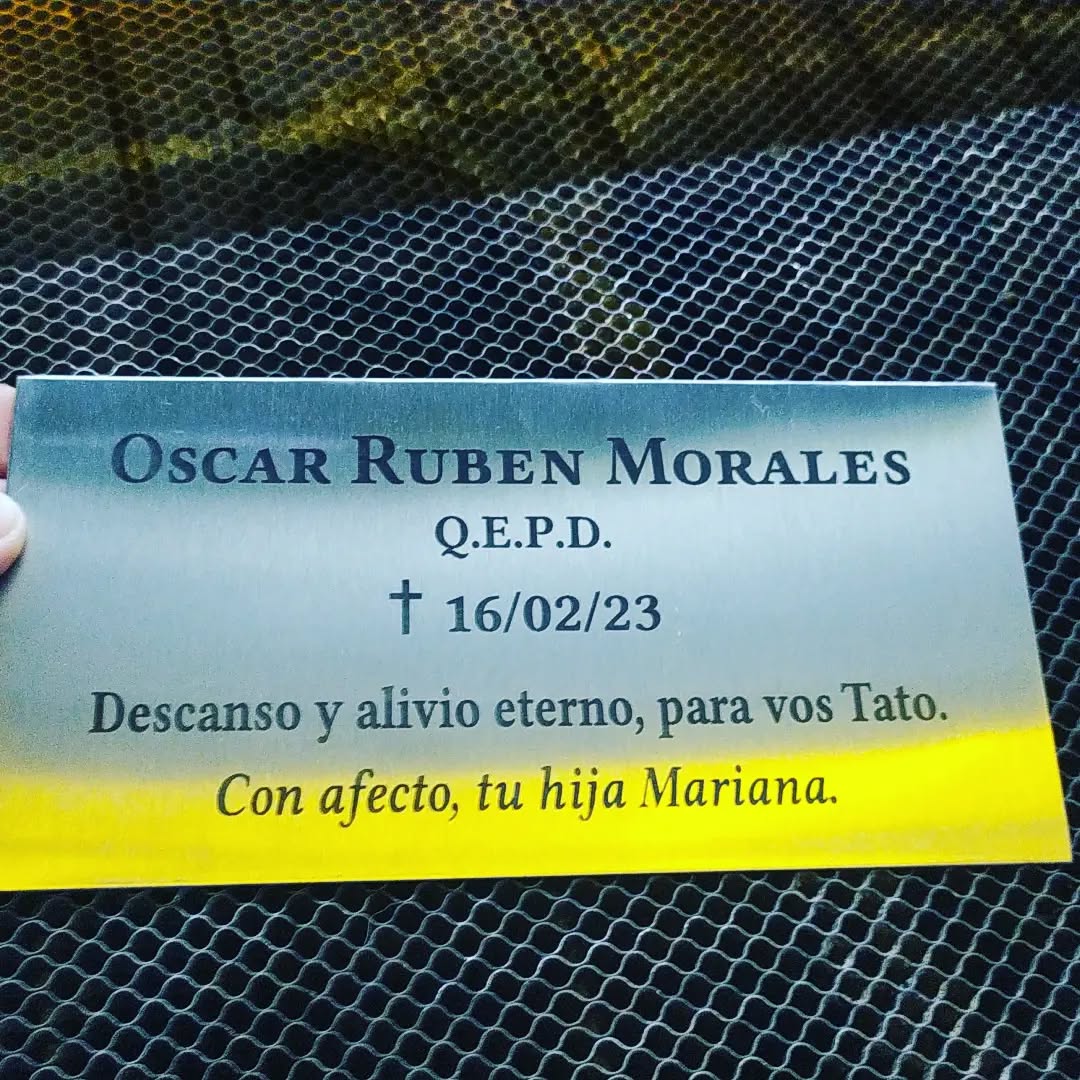 OSCAR RUBEN MORALES
Q.E.P.D.
† 16/02/23
Descanso y alivio eterno, para vos Tato.
Con afecto, tu hija Mariana.